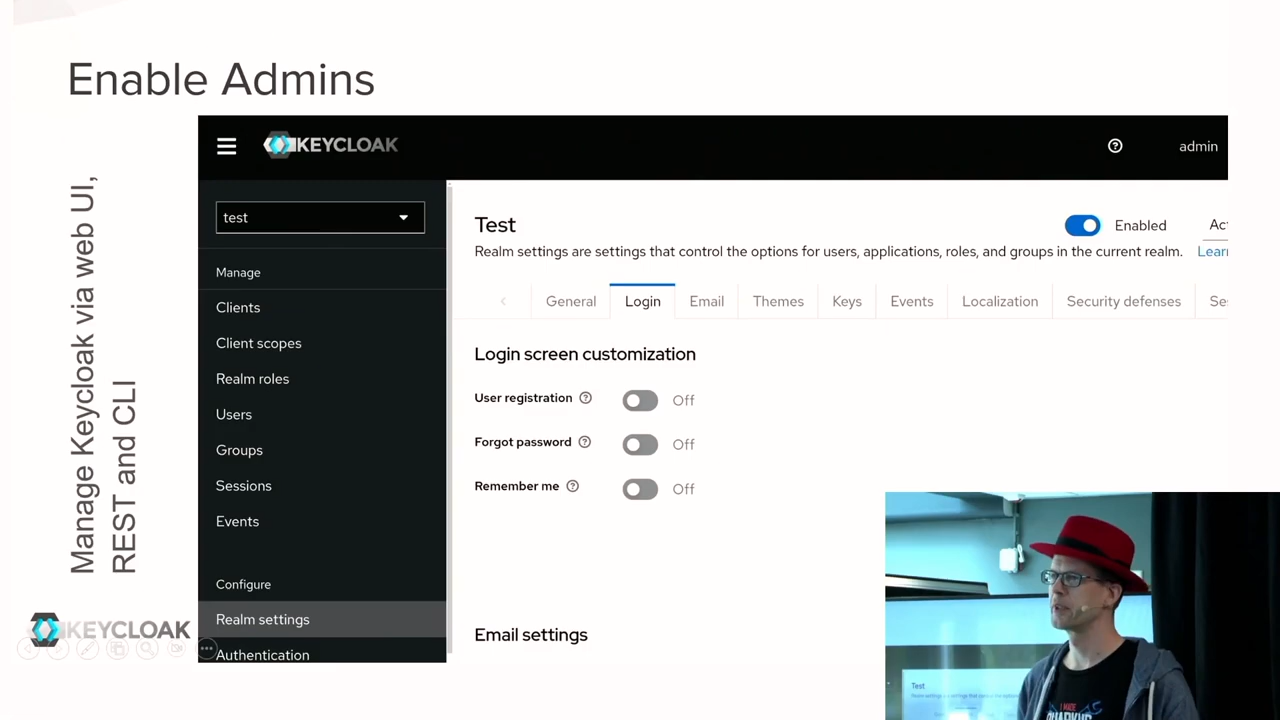 Enable Admins
Manage Keycloak via web UI,
REST and CLI
KEYCLOAK
admin
test
Manage
Clients
Client scopes
Realm roles
Users
Groups
Sessions
Events
Configure
Realm settings
Authentication
Test
Enabled
Realm settings are settings that control the options for users, applications, roles, and groups in the current realm.
General Login Email Themes Keys Events Localization Security defenses
Login screen customization
User registration Off
Forgot password Off
Remember me Off
Email settings
KEYCLOAK
Test
I MADE